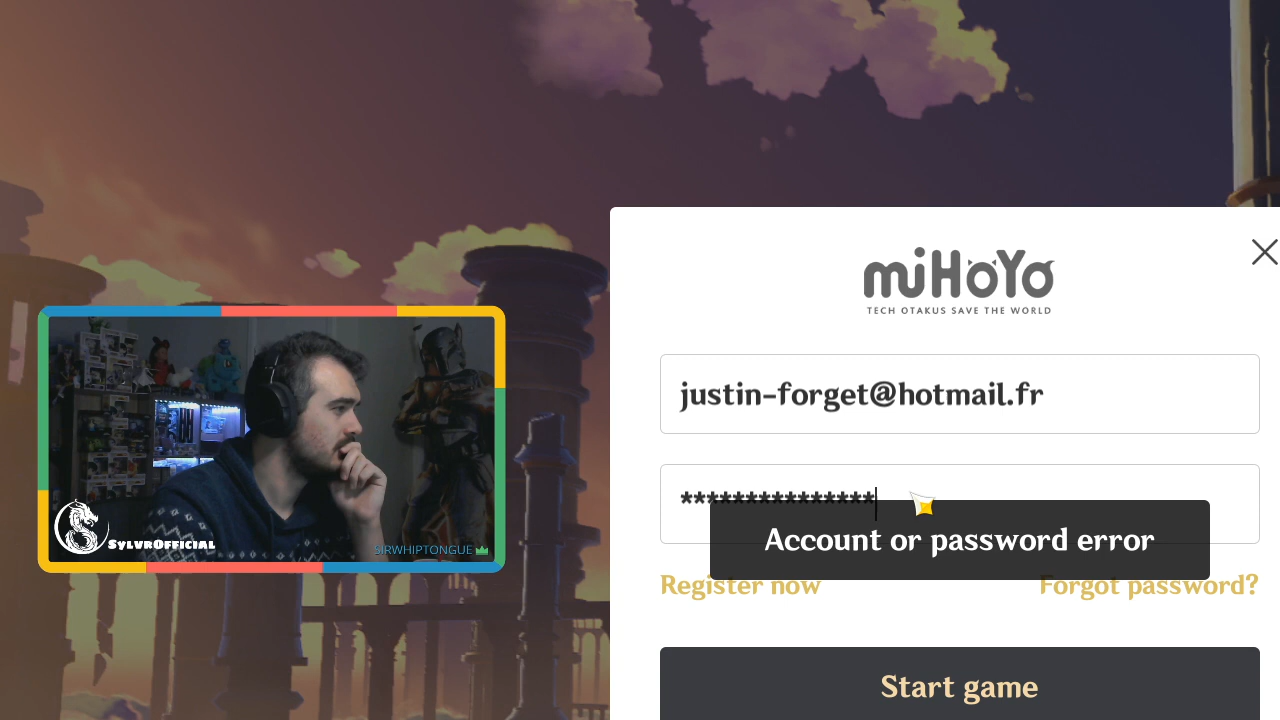 miHoYo
TECH OTAKUS SAVE THE WORLD
justin-forget@hotmail.fr
***************
Account or password error
Register now
Forgot password?
Start game
SylvrOfficial
SIRWHIPTONGUE